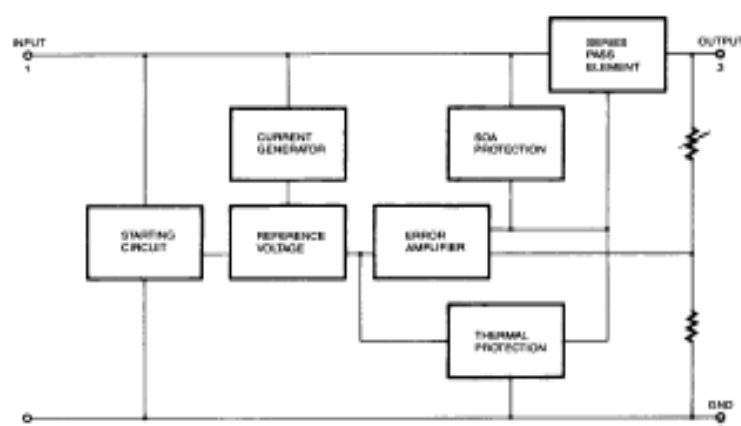 INPUT
1
SERIES
PASS
ELEMENT
OUTPUT
3
CURRENT
GENERATOR
SOA
PROTECTION
STARTING
CIRCUIT
REFERENCE
VOLTAGE
ERROR
AMPLIFIER
THERMAL
PROTECTION
GND